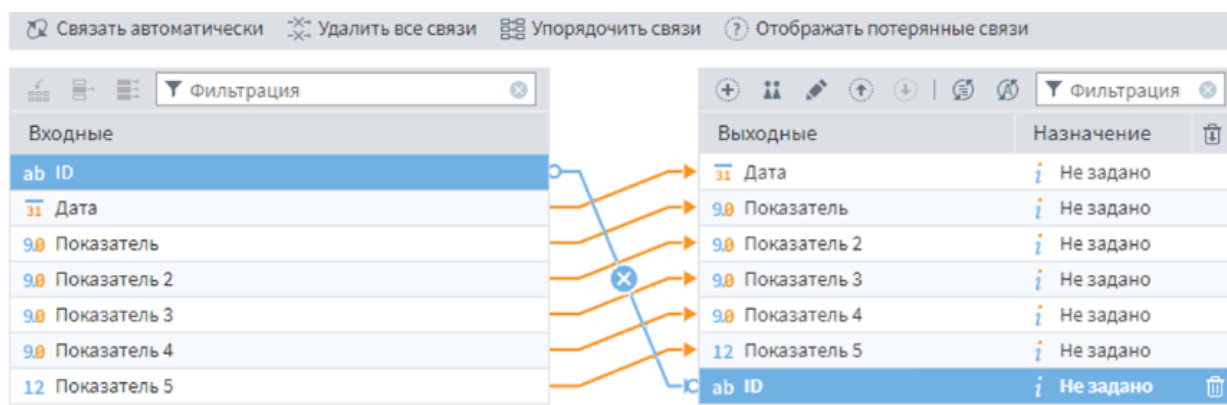 Связать автоматически Удалить все связи Упорядочить связи ? Отображать потерянные связи
Фильтрация Фильтрация
Входные Выходные Назначение
ab ID 31 Дата i Не задано
31 Дата 9.0 Показатель i Не задано
9.0 Показатель 9.0 Показатель 2 i Не задано
9.0 Показатель 2 9.0 Показатель 3 i Не задано
9.0 Показатель 3 9.0 Показатель 4 i Не задано
9.0 Показатель 4 12 Показатель 5 i Не задано
12 Показатель 5 ab ID i Не задано